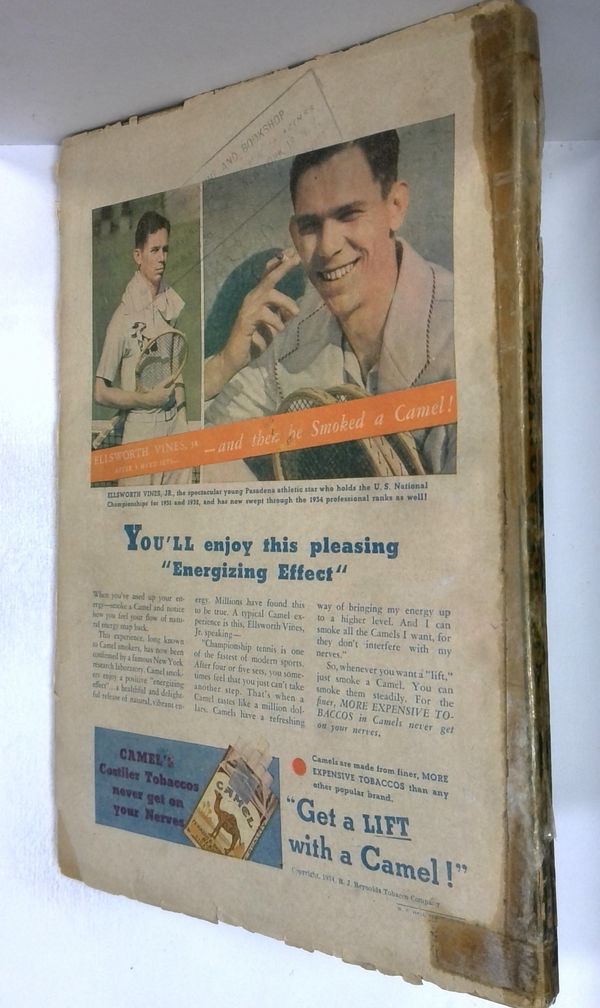 AND BOOKSHOP
ELLSWORTH VINES, JR.
AFTER 5 HARD SETS—
—and then he Smoked a Camel!
ELLSWORTH VINES, JR., the spectacular young Pasadena athletic star who holds the U. S. National
Championships for 1931 and 1932, and has now swept through the 1934 professional ranks as well!
YOU'LL enjoy this pleasing
"Energizing Effect"
When you've used up your en-
ergy—smoke a Camel and notice
how you feel your flow of natu-
ral energy snap back.
This experience, long known
to Camel smokers, has now been
confirmed by a famous New York
research laboratory. Camel smok-
ers enjoy a positive "energizing
effect"...a healthful and delight-
ful release of natural, vibrant en-
ergy. Millions have found this
to be true. A typical Camel ex-
perience is this, Ellsworth Vines,
Jr. speaking—
"Championship tennis is one
of the fastest of modern sports.
After four or five sets, you some-
times feel that you just can't take
another step. That's when a
Camel tastes like a million dol-
lars. Camels have a refreshing
way of bringing my energy up
to a higher level. And I can
smoke all the Camels I want, for
they don't interfere with my
nerves."
So, whenever you want a "lift,"
just smoke a Camel. You can
smoke them steadily. For the
finer, MORE EXPENSIVE TO-
BACCOS in Camels never get
on your nerves.
CAMEL'S
Costlier Tobaccos
never get on
your Nerves
CAMEL
Camels are made from finer, MORE
EXPENSIVE TOBACCOS than any
other popular brand.
"Get a LIFT
with a Camel!"
Copyright, 1934, R. J. Reynolds Tobacco Company